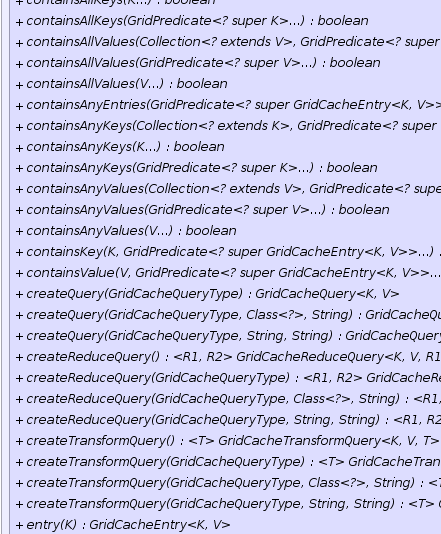 + containsAllKeys(K...) : boolean
+ containsAllKeys(GridPredicate<? super K>...) : boolean
+ containsAllValues(Collection<? extends V>, GridPredicate<? super
+ containsAllValues(GridPredicate<? super V>...) : boolean
+ containsAllValues(V...) : boolean
+ containsAnyEntries(GridPredicate<? super GridCacheEntry<K, V>>
+ containsAnyKeys(Collection<? extends K>, GridPredicate<? super
+ containsAnyKeys(K...) : boolean
+ containsAnyKeys(GridPredicate<? super K>...) : boolean
+ containsAnyValues(Collection<? extends V>, GridPredicate<? supe
+ containsAnyValues(GridPredicate<? super V>...) : boolean
+ containsAnyValues(V...) : boolean
+ containsKey(K, GridPredicate<? super GridCacheEntry<K, V>>...) :
+ containsValue(V, GridPredicate<? super GridCacheEntry<K, V>>...
+ createQuery(GridCacheQueryType) : GridCacheQuery<K, V>
+ createQuery(GridCacheQueryType, Class<?>, String) : GridCacheQu
+ createQuery(GridCacheQueryType, String, String) : GridCacheQuery
+ createReduceQuery() : <R1, R2> GridCacheReduceQuery<K, V, R1
+ createReduceQuery(GridCacheQueryType) : <R1, R2> GridCacheRe
+ createReduceQuery(GridCacheQueryType, Class<?>, String) : <R1,
+ createReduceQuery(GridCacheQueryType, String, String) : <R1, R2
+ createTransformQuery() : <T> GridCacheTransformQuery<K, V, T>
+ createTransformQuery(GridCacheQueryType) : <T> GridCacheTran
+ createTransformQuery(GridCacheQueryType, Class<?>, String) : <T
+ createTransformQuery(GridCacheQueryType, String, String) : <T> G
+ entry(K) : GridCacheEntry<K, V>